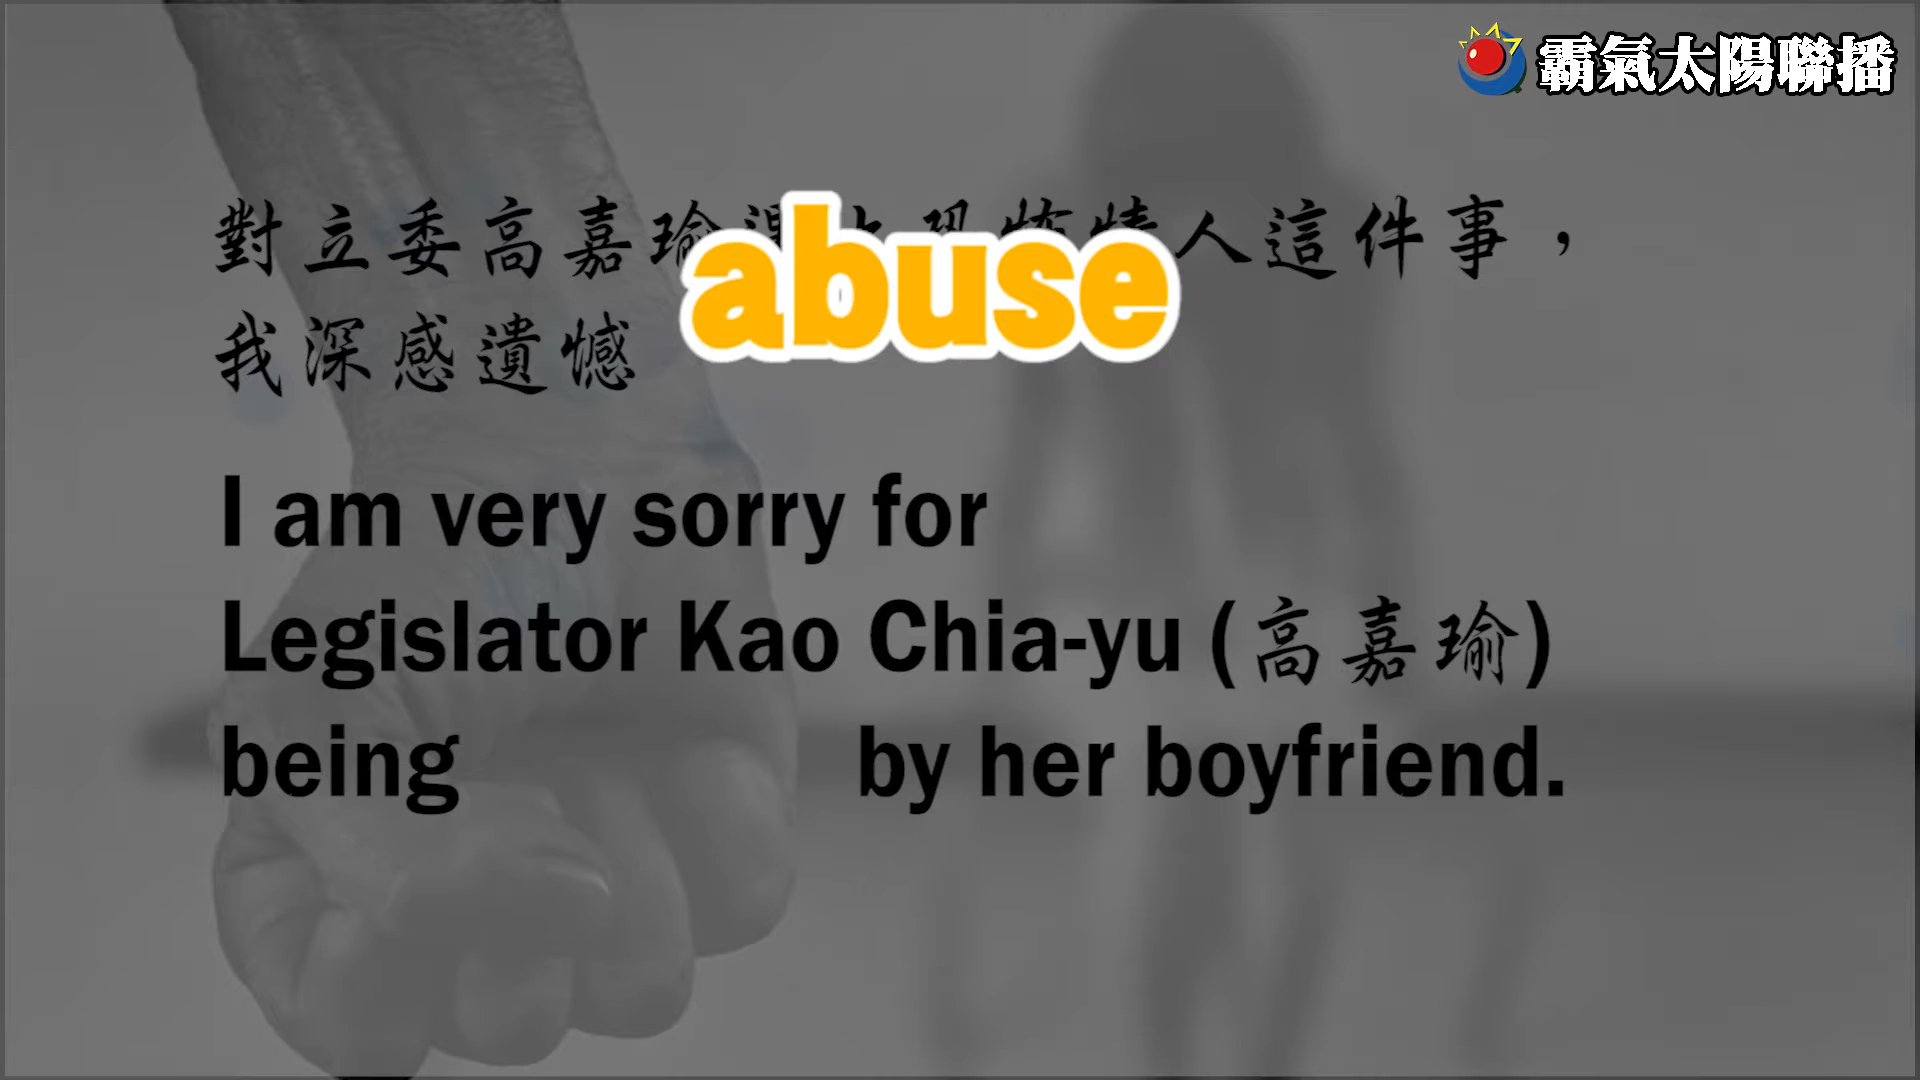 霸氣太陽聯播
對立委高嘉瑜 人這件事，
abuse
我深感遺憾
I am very sorry for
Legislator Kao Chia-yu (高嘉瑜)
being by her boyfriend.